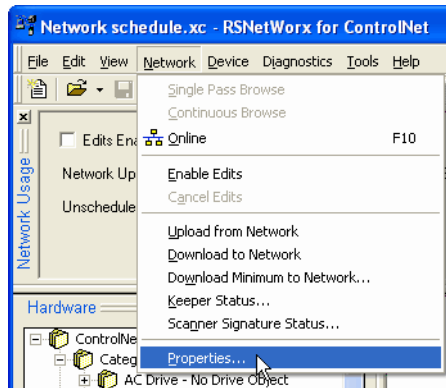 Network schedule.xc - RSNetWorx for ControlNet
File Edit View Network Device Diagnostics Tools Help
Single Pass Browse
Continuous Browse
Online F10
Enable Edits
Cancel Edits
Upload from Network
Download to Network
Download Minimum to Network...
Keeper Status...
Scanner Signature Status...
Properties...
Network Usage
Edits Ena
Network Up
Unschedule
Hardware
ControlNe
Categ
AC Drive - No Drive Object